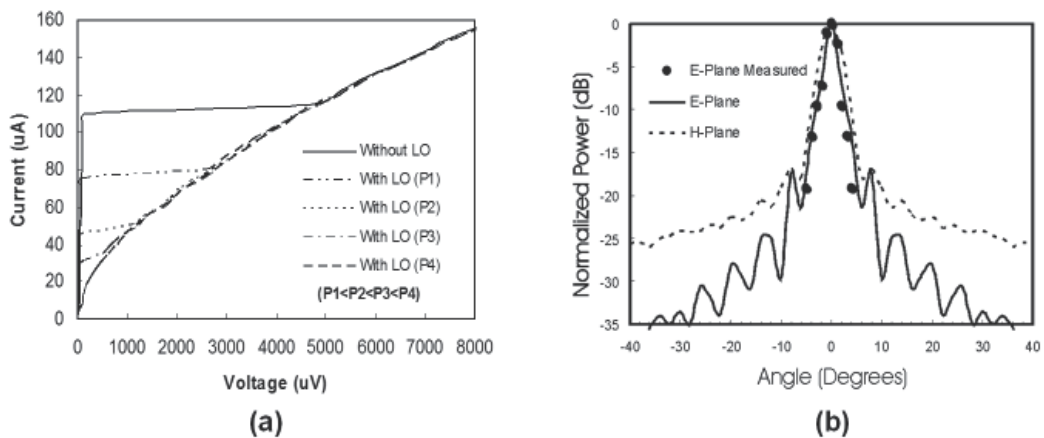 160
140
120
100
80
60
40
20
0
Current (uA)
Without LO
With LO (P1)
With LO (P2)
With LO (P3)
With LO (P4)
(P1<P2<P3<P4)
0 1000 2000 3000 4000 5000 6000 7000 8000
Voltage (uV)
(a)
0
-5
-10
-15
-20
-25
-30
-35
Normalized Power (dB)
E-Plane Measured
E-Plane
H-Plane
-40 -30 -20 -10 0 10 20 30 40
Angle (Degrees)
(b)